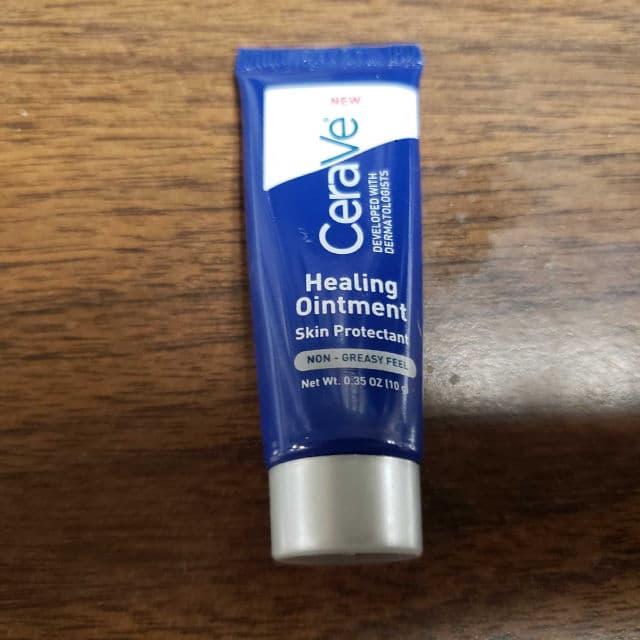 NEW
CeraVe®
DEVELOPED WITH
DERMATOLOGISTS
Healing
Ointment
Skin Protectant
NON - GREASY FEEL
Net Wt. 0.35 OZ (10 g)